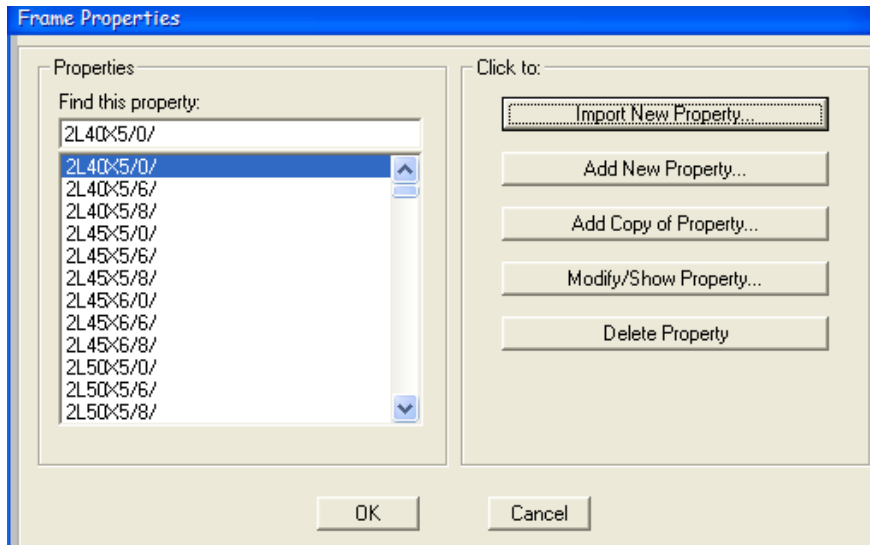 Frame Properties
Properties
Find this property:
2L40X5/0/
2L40X5/0/
2L40X5/6/
2L40X5/8/
2L45X5/0/
2L45X5/6/
2L45X5/8/
2L45X6/0/
2L45X6/6/
2L45X6/8/
2L50X5/0/
2L50X5/6/
2L50X5/8/
Click to:
Import New Property...
Add New Property...
Add Copy of Property...
Modify/Show Property...
Delete Property
OK
Cancel